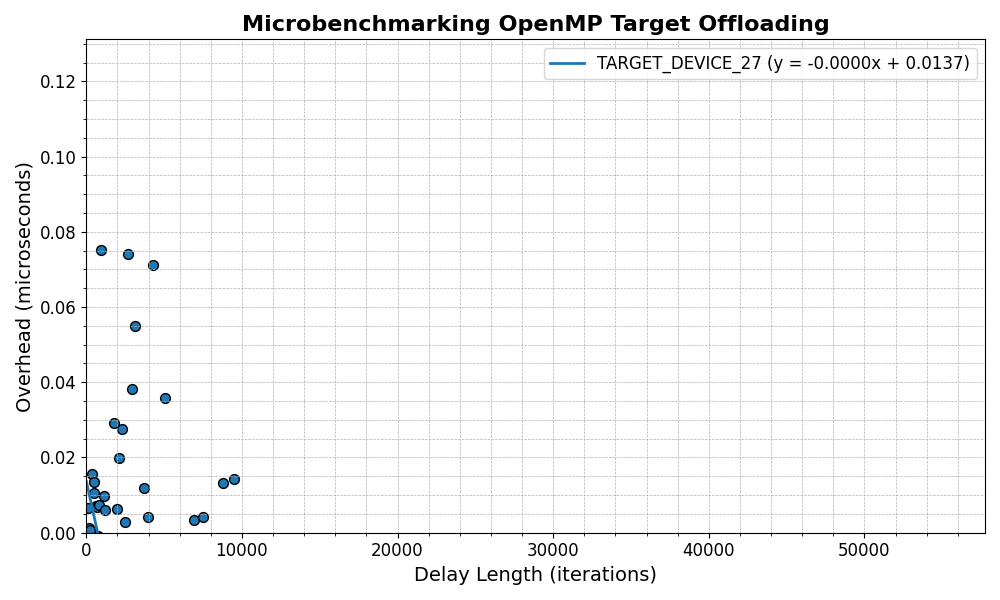 Microbenchmarking OpenMP Target Offloading
TARGET_DEVICE_27 (y = -0.0000x + 0.0137)
Overhead (microseconds)
0.12
0.10
0.08
0.06
0.04
0.02
0.00
0 10000 20000 30000 40000 50000
Delay Length (iterations)